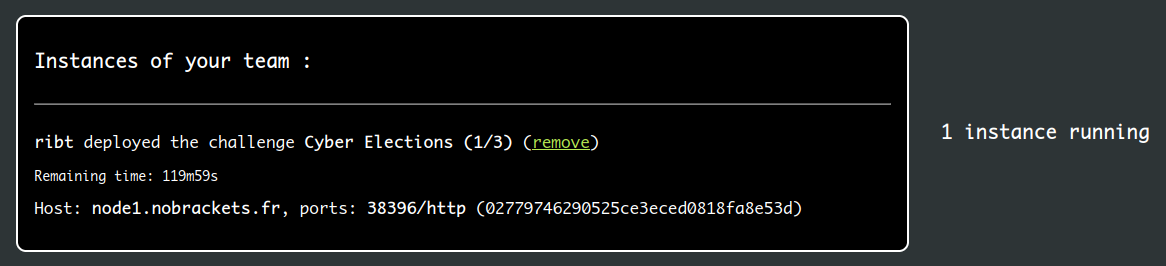 Instances of your team :
ribt deployed the challenge Cyber Elections (1/3) (remove)
Remaining time: 119m59s
Host: node1.nobrackets.fr, ports: 38396/http (02779746290525ce3eced0818fa8e53d)
1 instance running